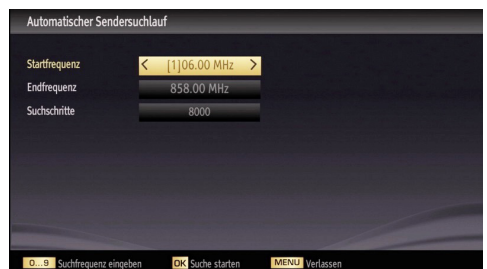 Automatischer Sendersuchlauf
Startfrequenz < [1]06.00 MHz >
Endfrequenz 858.00 MHz
Suchschritte 8000
0...9 Suchfrequenz eingeben OK Suche starten MENU Verlassen